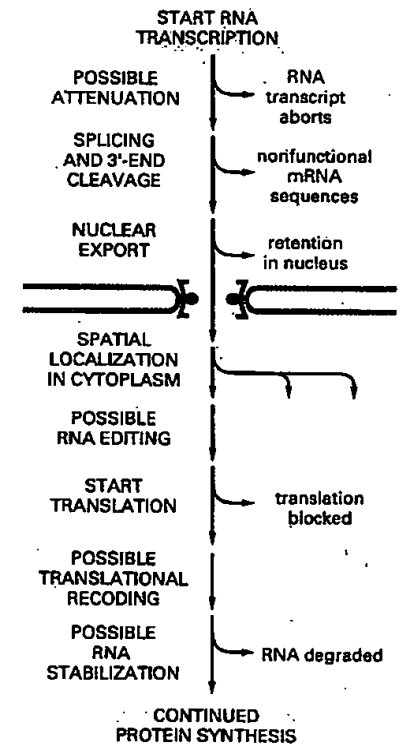 START RNA
TRANSCRIPTION
POSSIBLE
ATTENUATION
RNA
transcript
aborts
SPLICING
AND 3'-END
CLEAVAGE
norifunctional
mRNA
sequences
NUCLEAR
EXPORT
retention
in nucleus
SPATIAL
LOCALIZATION
IN CYTOPLASM
POSSIBLE
RNA EDITING
START
TRANSLATION
translation
blocked
POSSIBLE
TRANSLATIONAL
RECODING
POSSIBLE
RNA
STABILIZATION
RNA degraded
CONTINUED
PROTEIN SYNTHESIS